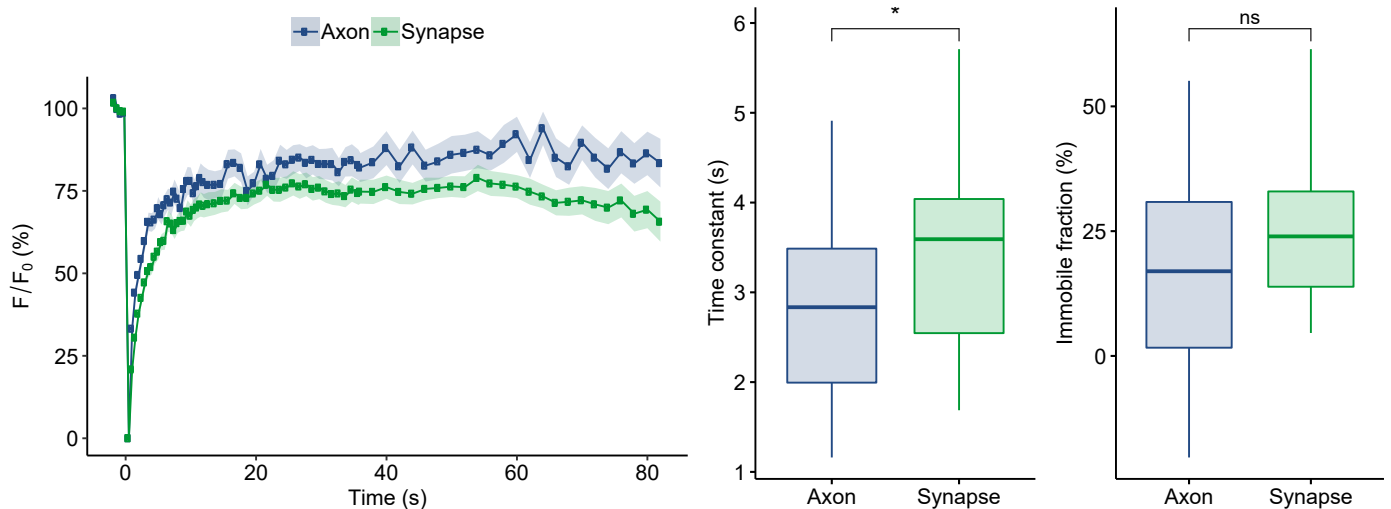 Axon Synapse
F / F0 (%)
100
75
50
25
0
0 20 40 60 80
Time (s)
*
Time constant (s)
6
5
4
3
2
1
Axon Synapse
ns
Immobile fraction (%)
50
25
0
Axon Synapse